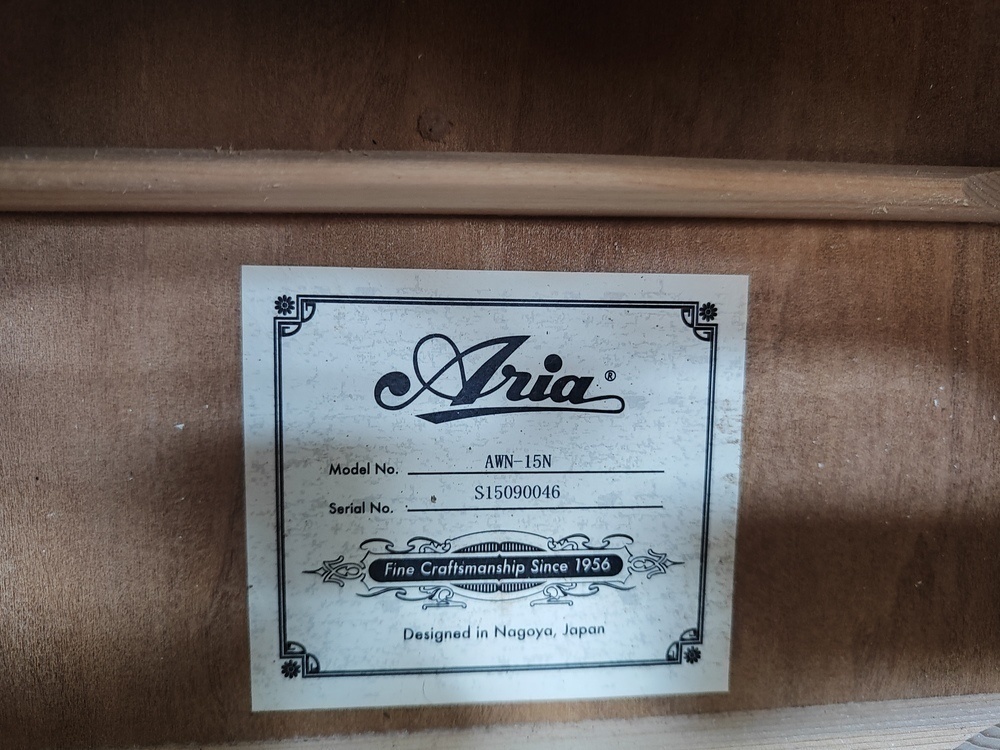 Aria®
Model No. AWN-15N
Serial No. S15090046
Fine Craftsmanship Since 1956
Designed in Nagoya, Japan